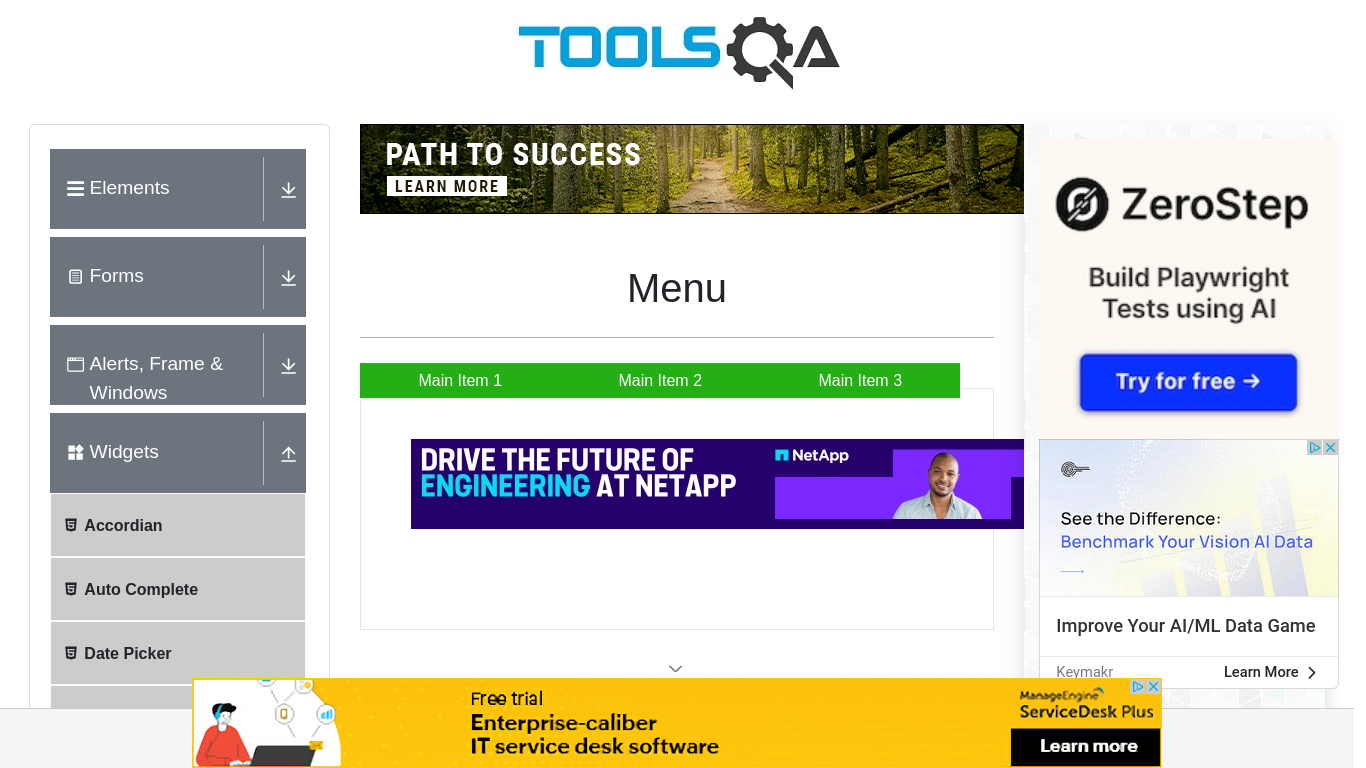 TOOLSQA
Elements
Forms
Alerts, Frame &
Windows
Widgets
Accordian
Auto Complete
Date Picker
PATH TO SUCCESS
LEARN MORE
Menu
Main Item 1
Main Item 2
Main Item 3
DRIVE THE FUTURE OF
ENGINEERING AT NETAPP
NetApp
ZeroStep
Build Playwright
Tests using AI
Try for free →
See the Difference:
Benchmark Your Vision AI Data
Improve Your AI/ML Data Game
Keymakr
Learn More
Free trial
Enterprise-caliber
IT service desk software
ManageEngine
ServiceDesk Plus
Learn more